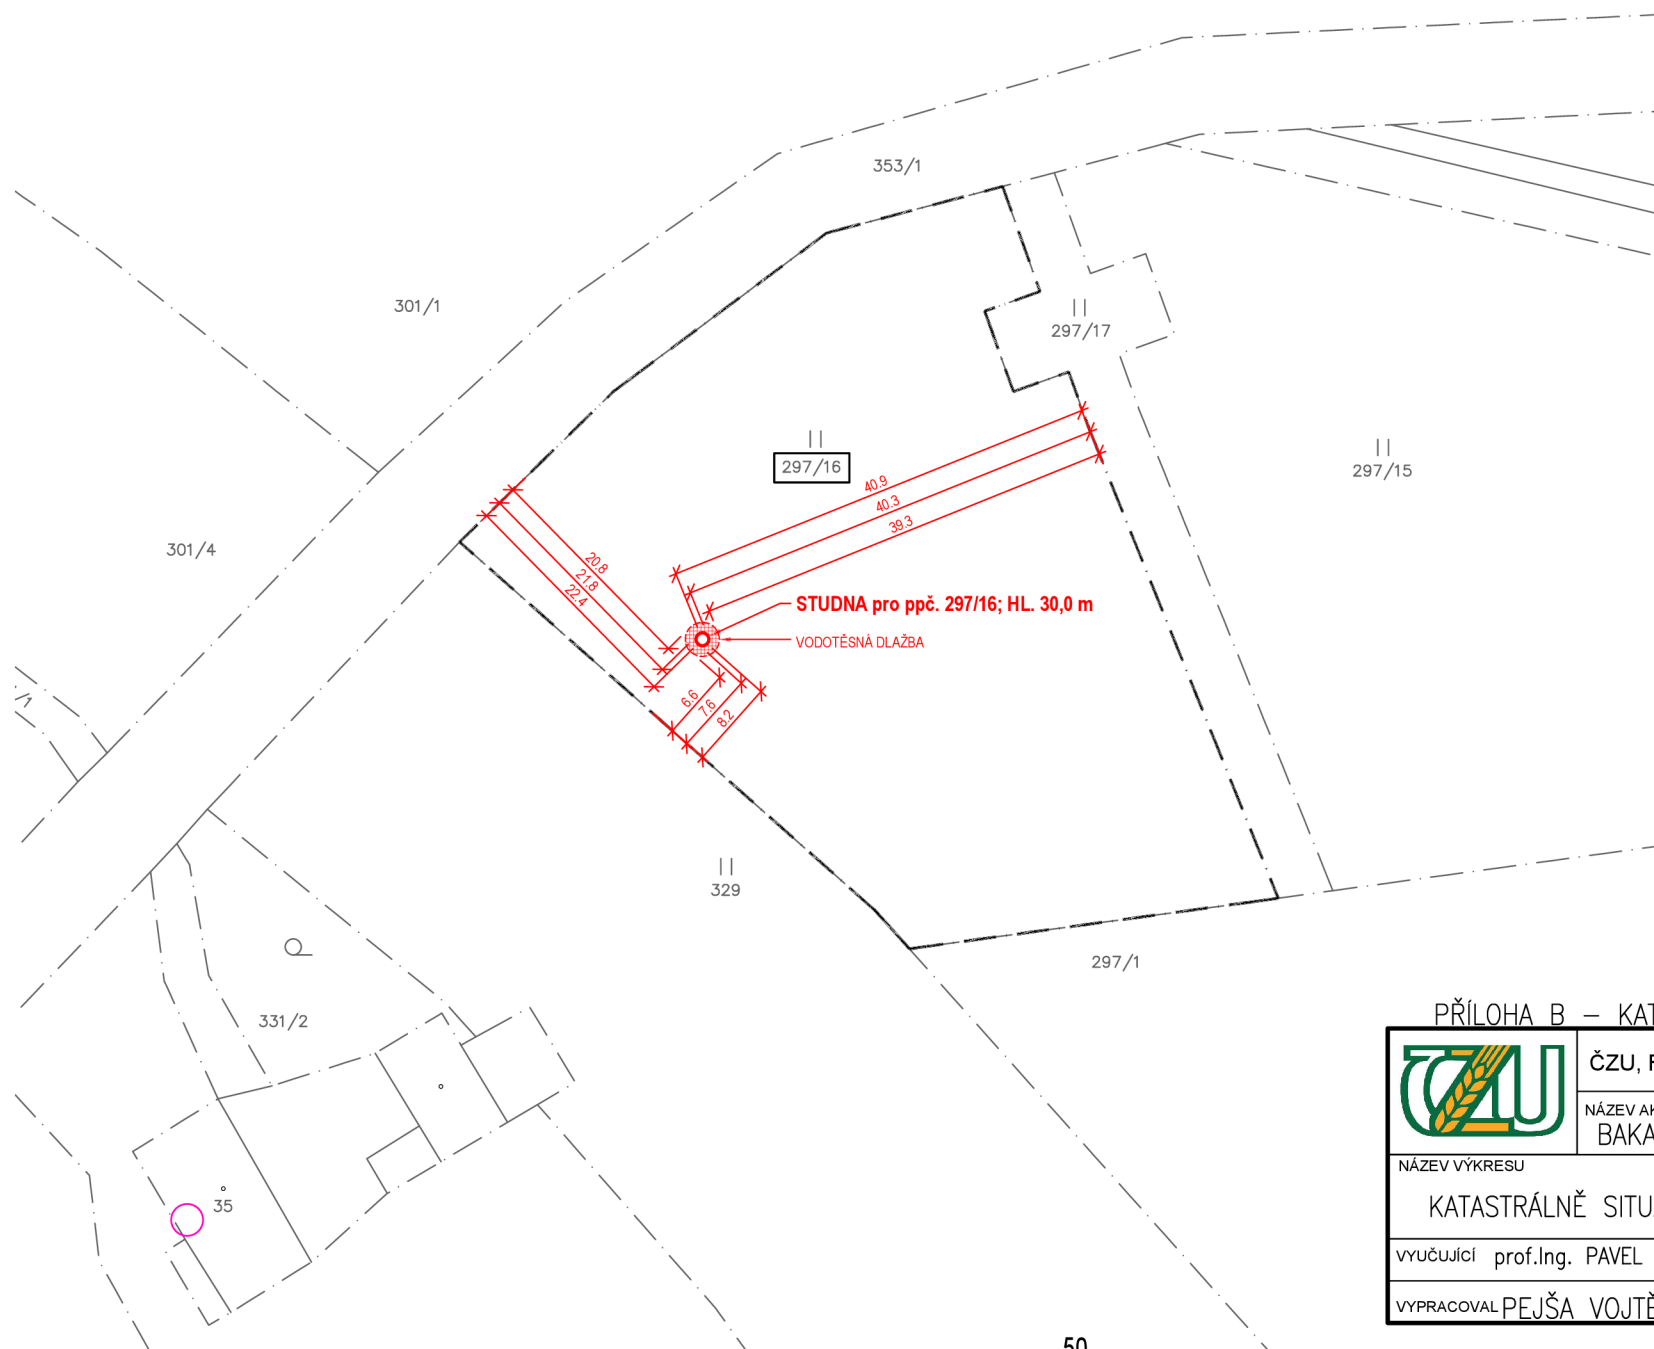 353/1
301/1
297/17
297/16
297/15
40.9
40.3
39.3
301/4
20.8
21.8
22.4
STUDNA pro ppč. 297/16; HL. 30,0 m
VODOTĚSNÁ DLAŽBA
6.6
7.6
8.2
/1
329
297/1
331/2
35
PŘÍLOHA B – KAT
ČZU
ČZU, F
NÁZEV AK
BAKA
NÁZEV VÝKRESU
KATASTRÁLNĚ SITU
VYUČUJÍCÍ prof.Ing. PAVEL
VYPRACOVAL PEJŠA VOJTĚ
50